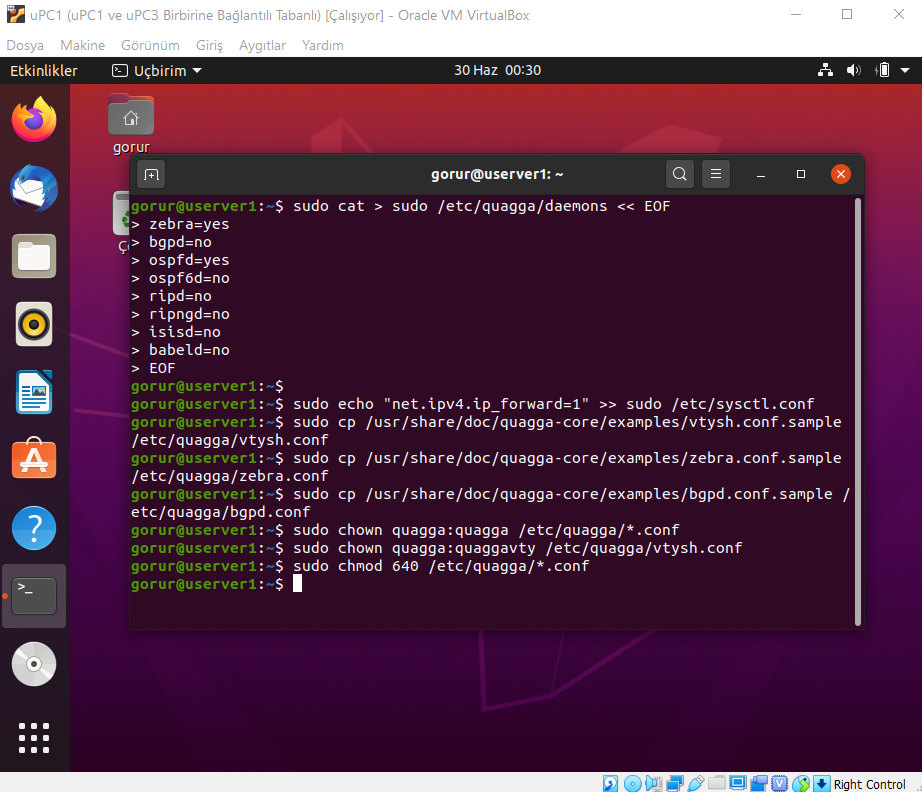 uPC1 (uPC1 ve uPC3 Birbirine Bağlantılı Tabanlı) [Çalışıyor] - Oracle VM VirtualBox
Dosya Makine Görünüm Giriş Aygıtlar Yardım
Etkinlikler Uçbirim 30 Haz 00:30
gorur
Ç
gorur@userver1: ~
gorur@userver1:~$ sudo cat > sudo /etc/quagga/daemons << EOF
> zebra=yes
> bgpd=no
> ospfd=yes
> ospf6d=no
> ripd=no
> ripngd=no
> isisd=no
> babeld=no
> EOF
gorur@userver1:~$
gorur@userver1:~$ sudo echo "net.ipv4.ip_forward=1" >> sudo /etc/sysctl.conf
gorur@userver1:~$ sudo cp /usr/share/doc/quagga-core/examples/vtysh.conf.sample
/etc/quagga/vtysh.conf
gorur@userver1:~$ sudo cp /usr/share/doc/quagga-core/examples/zebra.conf.sample
/etc/quagga/zebra.conf
gorur@userver1:~$ sudo cp /usr/share/doc/quagga-core/examples/bgpd.conf.sample /
etc/quagga/bgpd.conf
gorur@userver1:~$ sudo chown quagga:quagga /etc/quagga/*.conf
gorur@userver1:~$ sudo chown quagga:quaggavty /etc/quagga/vtysh.conf
gorur@userver1:~$ sudo chmod 640 /etc/quagga/*.conf
gorur@userver1:~$
Right Control